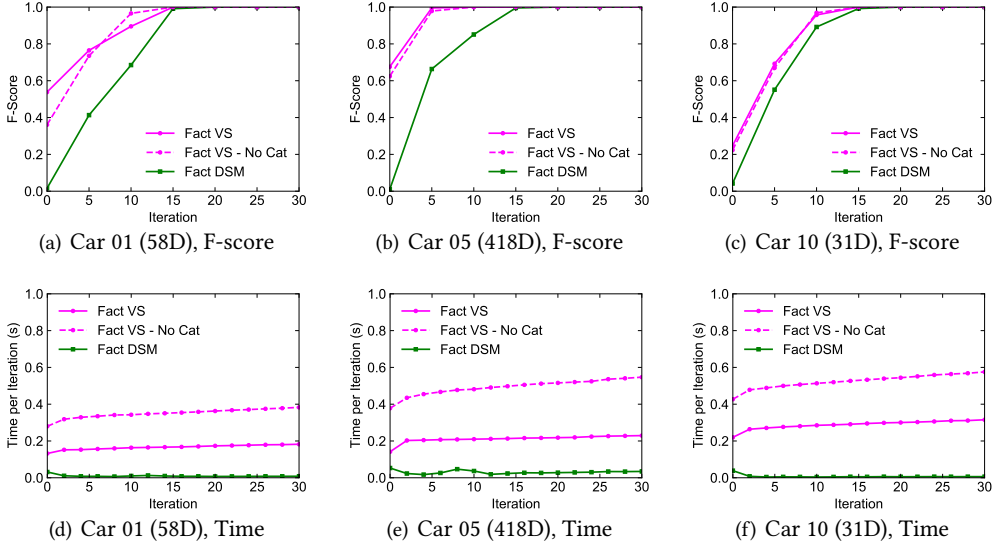 1.0
0.8
0.6
0.4
0.2
0.0
F-Score
0 5 10 15 20 25 30
Iteration
Fact VS
Fact VS - No Cat
Fact DSM
(a) Car 01 (58D), F-score
1.0
0.8
0.6
0.4
0.2
0.0
F-Score
0 5 10 15 20 25 30
Iteration
Fact VS
Fact VS - No Cat
Fact DSM
(b) Car 05 (418D), F-score
1.0
0.8
0.6
0.4
0.2
0.0
F-Score
0 5 10 15 20 25 30
Iteration
Fact VS
Fact VS - No Cat
Fact DSM
(c) Car 10 (31D), F-score
1.0
0.8
0.6
0.4
0.2
0.0
Time per Iteration (s)
Fact VS
Fact VS - No Cat
Fact DSM
0 5 10 15 20 25 30
Iteration
(d) Car 01 (58D), Time
1.0
0.8
0.6
0.4
0.2
0.0
Time per Iteration (s)
Fact VS
Fact VS - No Cat
Fact DSM
0 5 10 15 20 25 30
Iteration
(e) Car 05 (418D), Time
1.0
0.8
0.6
0.4
0.2
0.0
Time per Iteration (s)
Fact VS
Fact VS - No Cat
Fact DSM
0 5 10 15 20 25 30
Iteration
(f) Car 10 (31D), Time